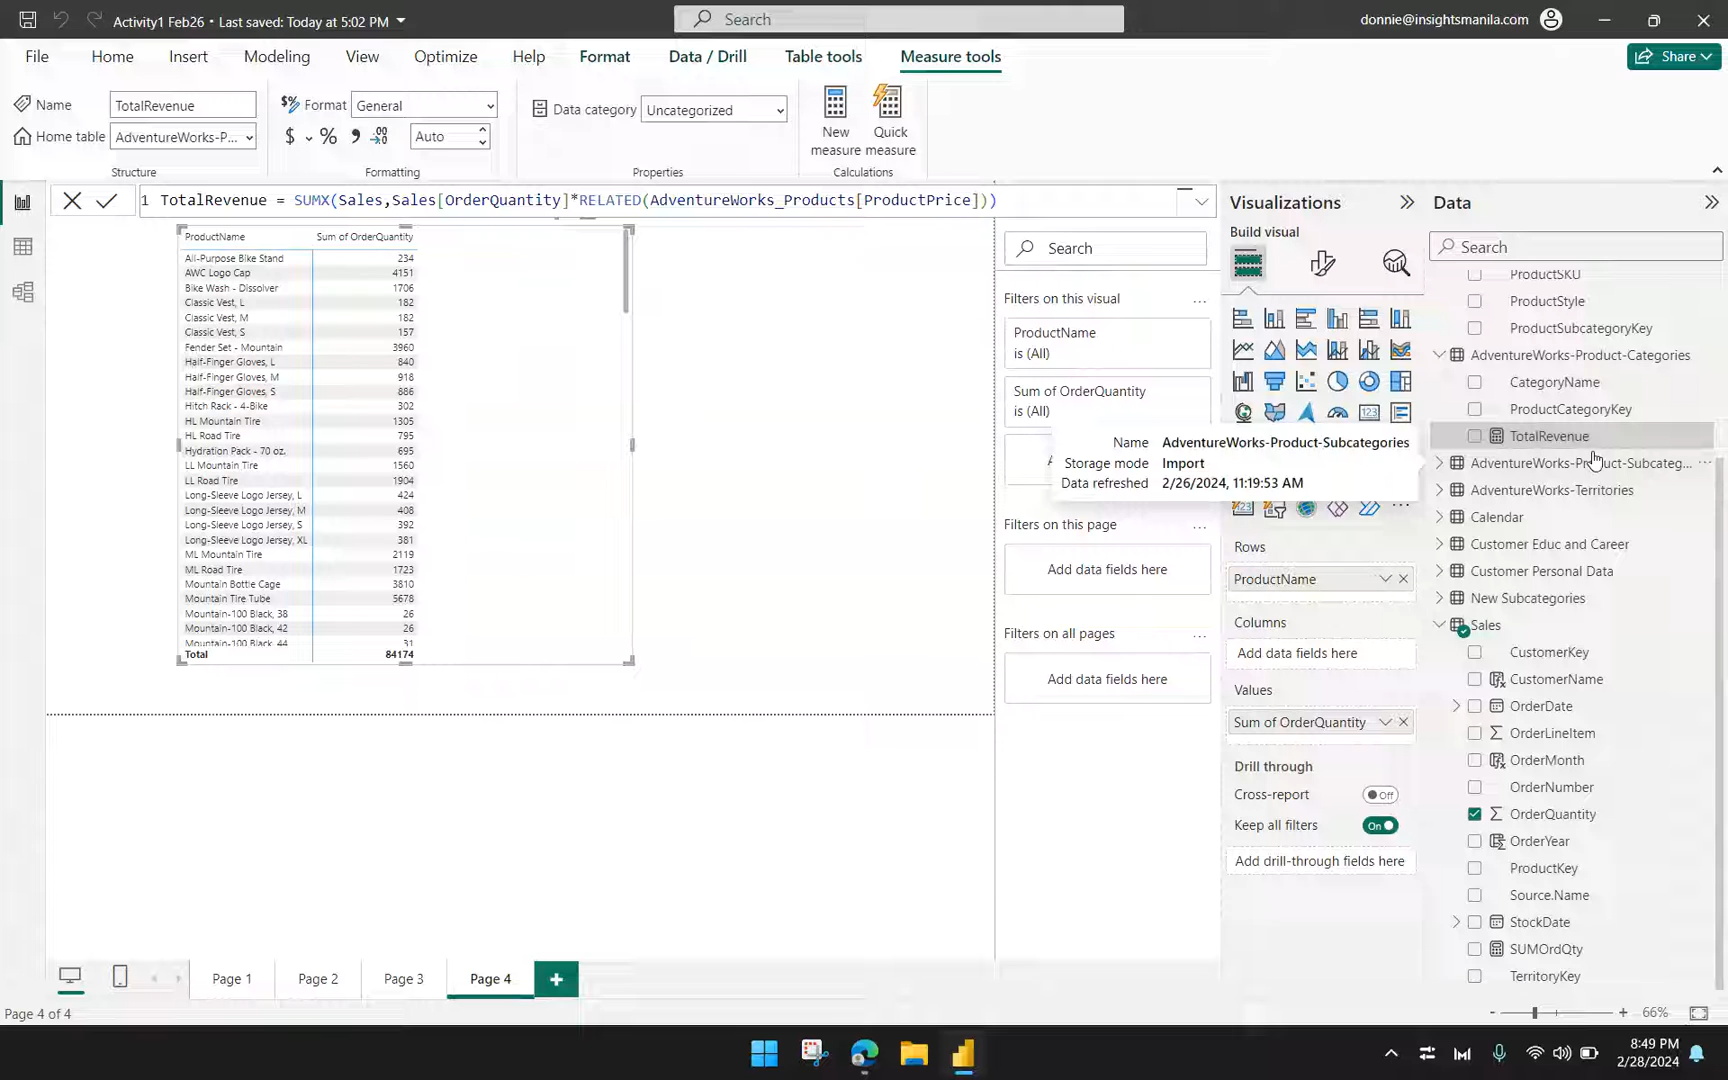 Activity1 Feb26 • Last saved: Today at 5:02 PM
Search
donnie@insightsmanila.com
File Home Insert Modeling View Optimize Help Format Data / Drill Table tools Measure tools
Share
Name TotalRevenue
Home table AdventureWorks-P...
Structure
Format General
$ % Auto
Formatting
Data category Uncategorized
Properties
New measure
Quick measure
Calculations
1 TotalRevenue = SUMX(Sales,Sales[OrderQuantity]*RELATED(AdventureWorks_Products[ProductPrice]))
ProductName Sum of OrderQuantity
All-Purpose Bike Stand 234
AWC Logo Cap 4151
Bike Wash - Dissolver 1706
Classic Vest, L 182
Classic Vest, M 182
Classic Vest, S 157
Fender Set - Mountain 3960
Half-Finger Gloves, L 840
Half-Finger Gloves, M 918
Half-Finger Gloves, S 886
Hitch Rack - 4-Bike 302
HL Mountain Tire 1305
HL Road Tire 795
Hydration Pack - 70 oz. 695
LL Mountain Tire 1560
LL Road Tire 1904
Long-Sleeve Logo Jersey, L 424
Long-Sleeve Logo Jersey, M 408
Long-Sleeve Logo Jersey, S 392
Long-Sleeve Logo Jersey, XL 381
ML Mountain Tire 2119
ML Road Tire 1723
Mountain Bottle Cage 3810
Mountain Tire Tube 5678
Mountain-100 Black, 38 26
Mountain-100 Black, 42 26
Mountain-100 Black, 44 31
Total 84174
Search
Filters on this visual ...
ProductName
is (All)
Sum of OrderQuantity
is (All)
Filters on this page ...
Add data fields here
Filters on all pages ...
Add data fields here
Name AdventureWorks-Product-Subcategories
Storage mode Import
Data refreshed 2/26/2024, 11:19:53 AM
Visualizations
Build visual
123
...
Rows
ProductName
Columns
Add data fields here
Values
Sum of OrderQuantity
Drill through
Cross-report Off
Keep all filters On
Add drill-through fields here
Data
Search
ProductSKU
ProductStyle
ProductSubcategoryKey
AdventureWorks-Product-Categories
CategoryName
ProductCategoryKey
TotalRevenue
AdventureWorks-Product-Subcateg... ...
AdventureWorks-Territories
Calendar
Customer Educ and Career
Customer Personal Data
New Subcategories
Sales
CustomerKey
CustomerName
OrderDate
OrderLineItem
OrderMonth
OrderNumber
OrderQuantity
OrderYear
ProductKey
Source.Name
StockDate
SUMOrdQty
TerritoryKey
Page 1 Page 2 Page 3 Page 4 +
Page 4 of 4
- + 66%
8:49 PM
2/28/2024